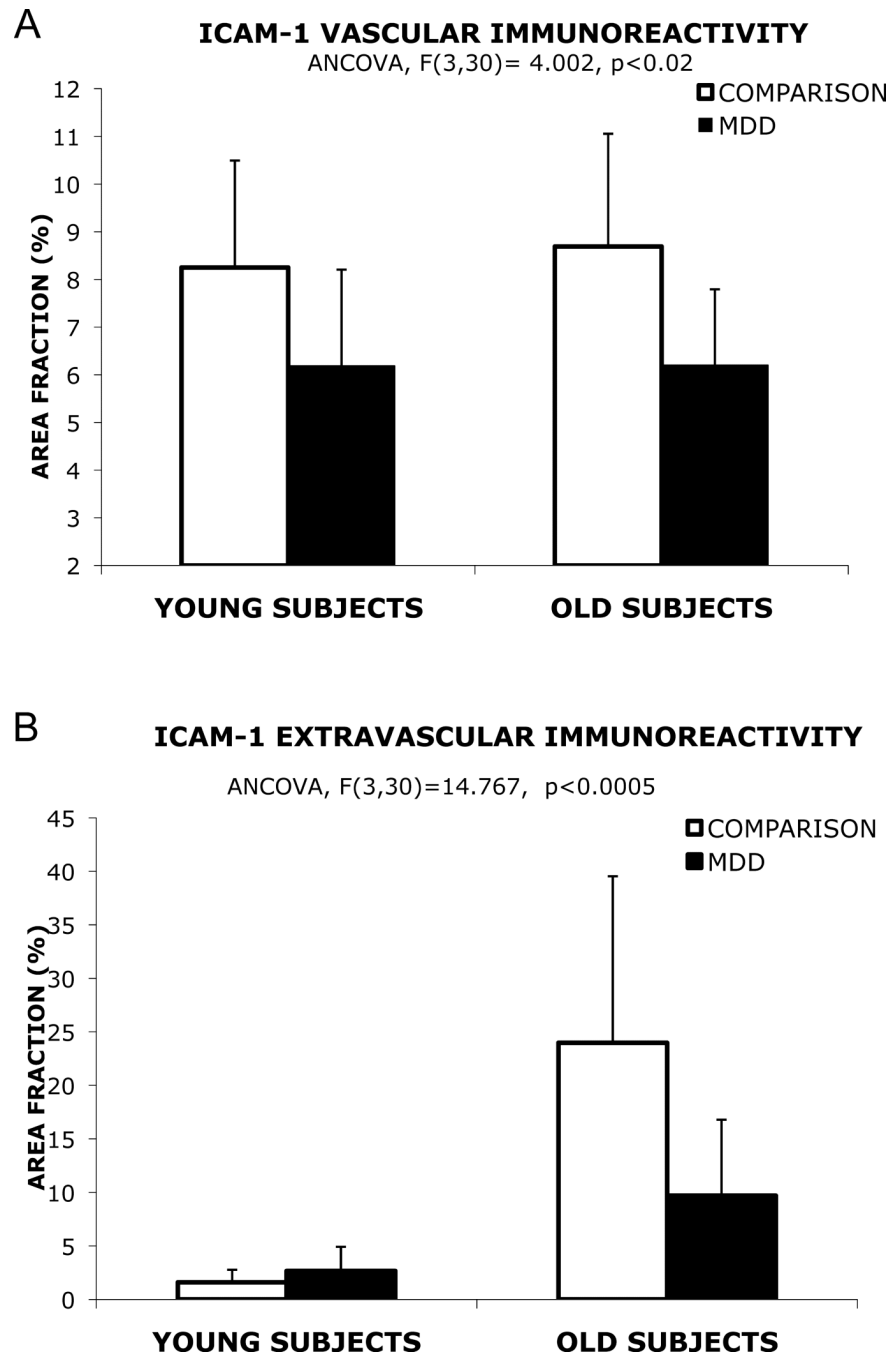 A
ICAM-1 VASCULAR IMMUNOREACTIVITY
ANCOVA, F(3,30)= 4.002, p<0.02
COMPARISON
MDD
AREA FRACTION (%)
12
11
10
9
8
7
6
5
4
3
2
YOUNG SUBJECTS
OLD SUBJECTS
B
ICAM-1 EXTRAVASCULAR IMMUNOREACTIVITY
ANCOVA, F(3,30)=14.767, p<0.0005
COMPARISON
MDD
AREA FRACTION (%)
45
40
35
30
25
20
15
10
5
0
YOUNG SUBJECTS
OLD SUBJECTS